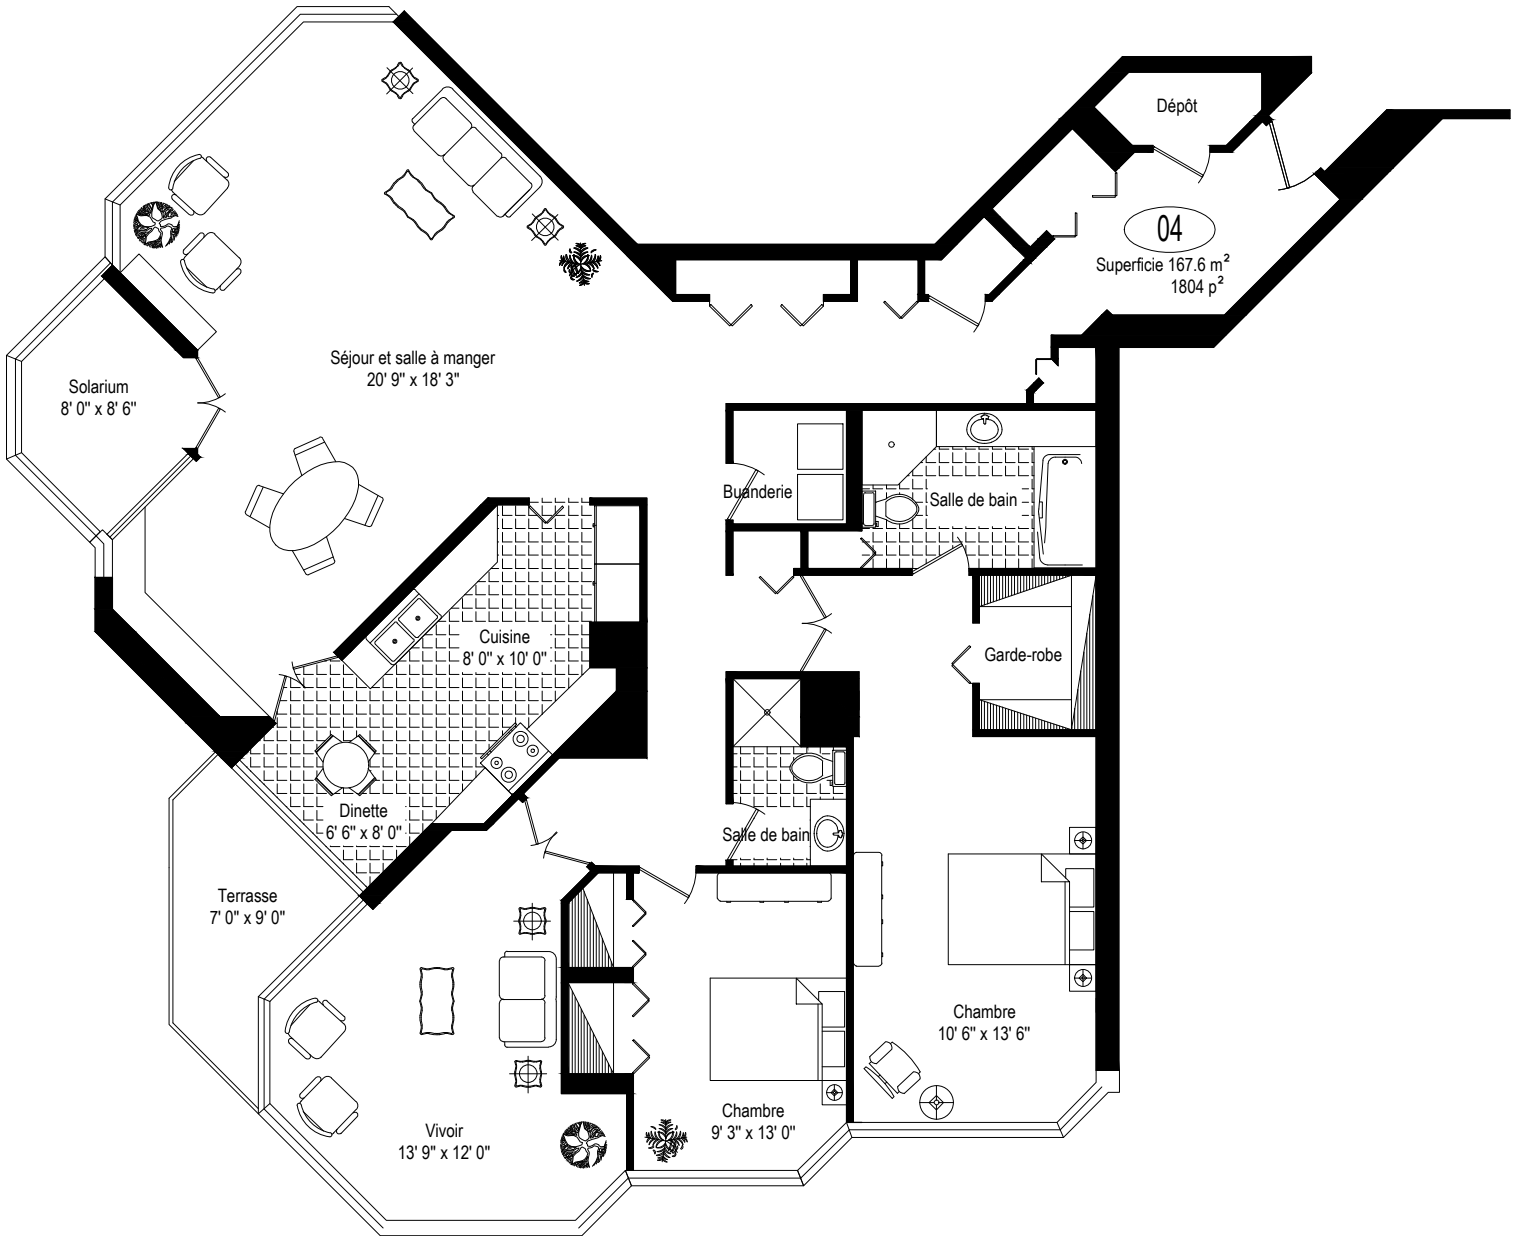 Dépôt
04
Superficie 167.6 m²
1804 p²
Séjour et salle à manger
20' 9" x 18' 3"
Solarium
8' 0" x 8' 6"
Buanderie
Salle de bain
Cuisine
8' 0" x 10' 0"
Garde-robe
Dinette
6' 6" x 8' 0"
Salle de bain
Terrasse
7' 0" x 9' 0"
Chambre
10' 6" x 13' 6"
Chambre
9' 3" x 13' 0"
Vivoir
13' 9" x 12' 0"